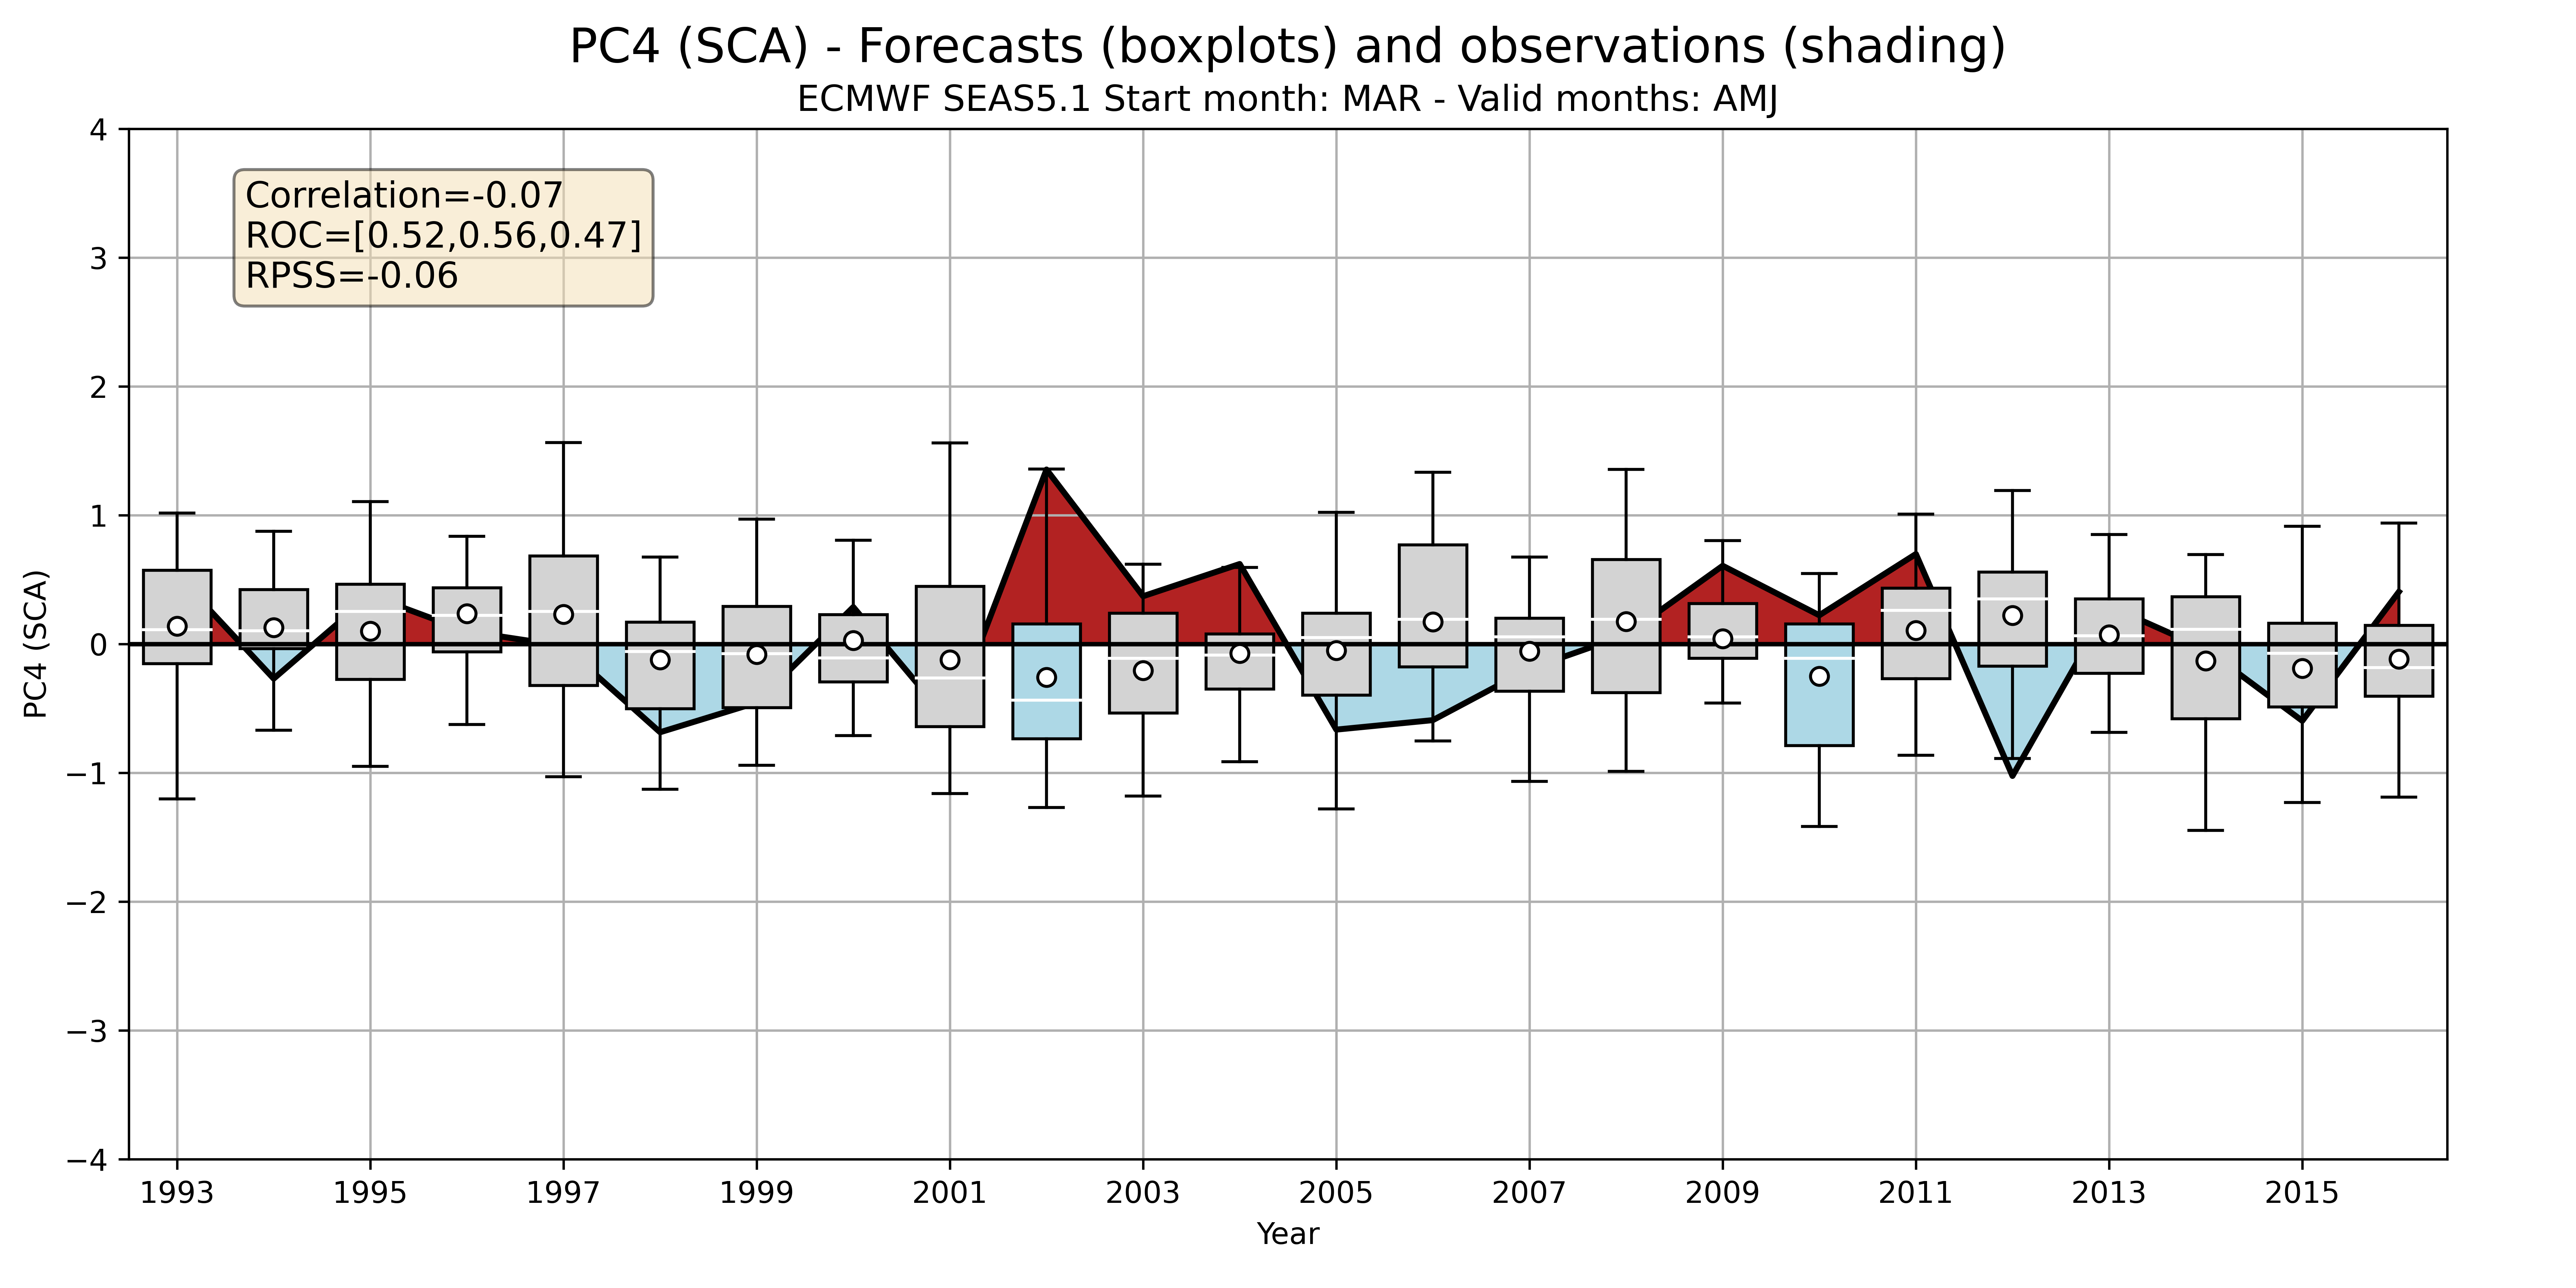 PC4 (SCA) - Forecasts (boxplots) and observations (shading)
ECMWF SEAS5.1 Start month: MAR - Valid months: AMJ
Correlation=-0.07
ROC=[0.52,0.56,0.47]
RPSS=-0.06
PC4 (SCA)
4
3
2
1
0
−1
−2
−3
−4
1993 1995 1997 1999 2001 2003 2005 2007 2009 2011 2013 2015
Year